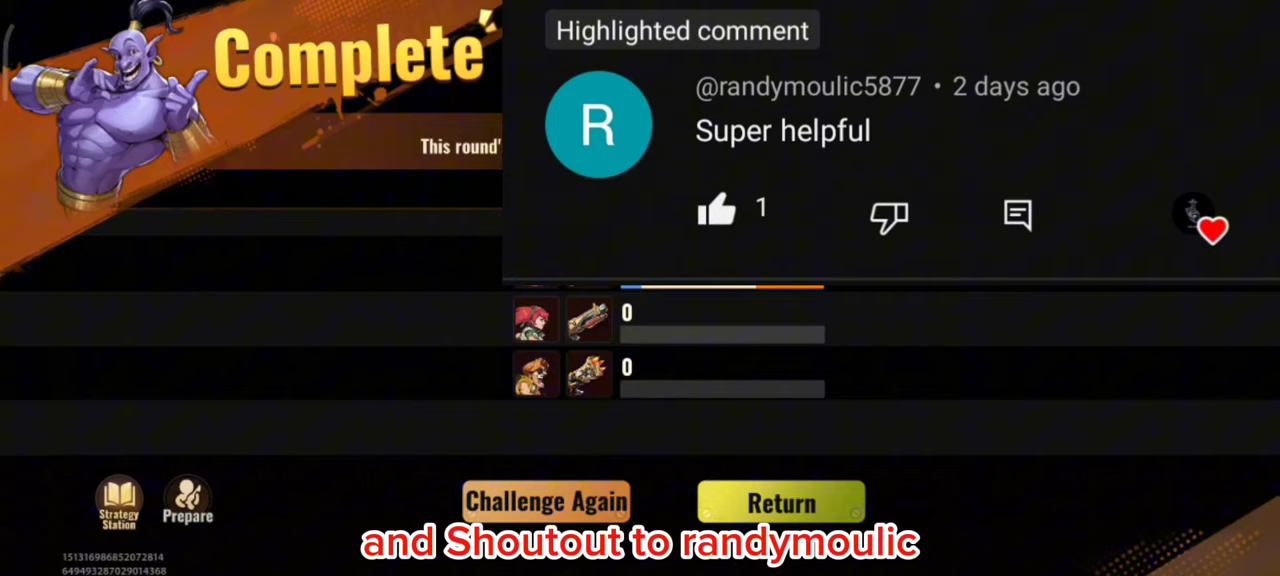 Complete
This round'
Highlighted comment
R
@randymoulic5877 • 2 days ago
Super helpful
1
0
0
Strategy
Station
Prepare
Challenge Again
Return
and Shoutout to randymoulic
151316986852072814
649493287029014368